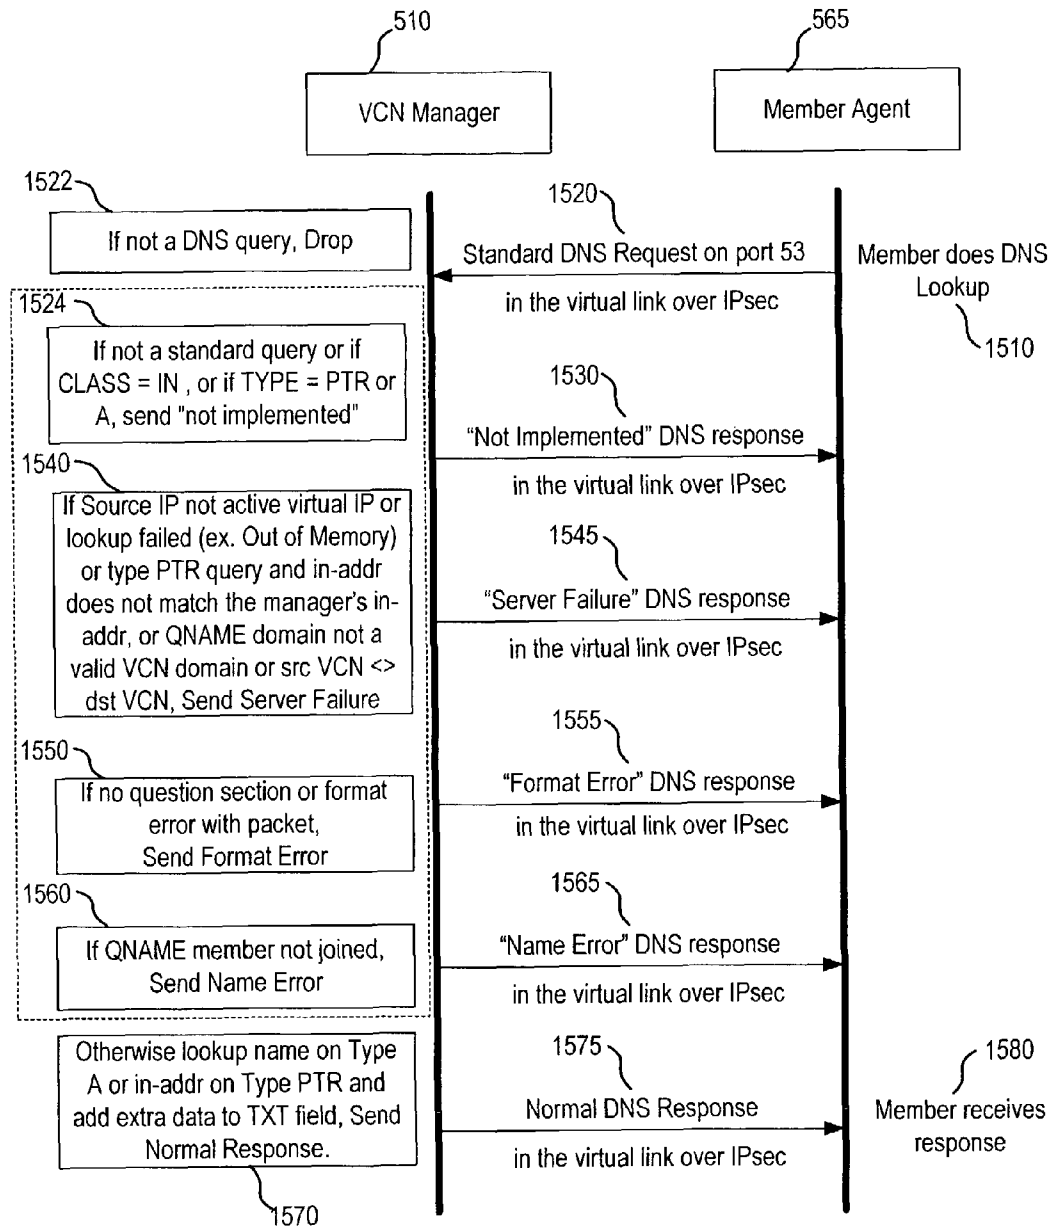 510
565
VCN Manager
Member Agent
1522
If not a DNS query, Drop
1520
Standard DNS Request on port 53
in the virtual link over IPsec
Member does DNS
Lookup
1510
1524
If not a standard query or if
CLASS = IN , or if TYPE = PTR or
A, send "not implemented"
1530
“Not Implemented” DNS response
in the virtual link over IPsec
1540
If Source IP not active virtual IP or
lookup failed (ex. Out of Memory)
or type PTR query and in-addr
does not match the manager's in-
addr, or QNAME domain not a
valid VCN domain or src VCN <>
dst VCN, Send Server Failure
1545
“Server Failure” DNS response
in the virtual link over IPsec
1550
If no question section or format
error with packet,
Send Format Error
1555
“Format Error” DNS response
in the virtual link over IPsec
1560
If QNAME member not joined,
Send Name Error
1565
“Name Error” DNS response
in the virtual link over IPsec
Otherwise lookup name on Type
A or in-addr on Type PTR and
add extra data to TXT field, Send
Normal Response.
1570
1575
Normal DNS Response
in the virtual link over IPsec
1580
Member receives
response